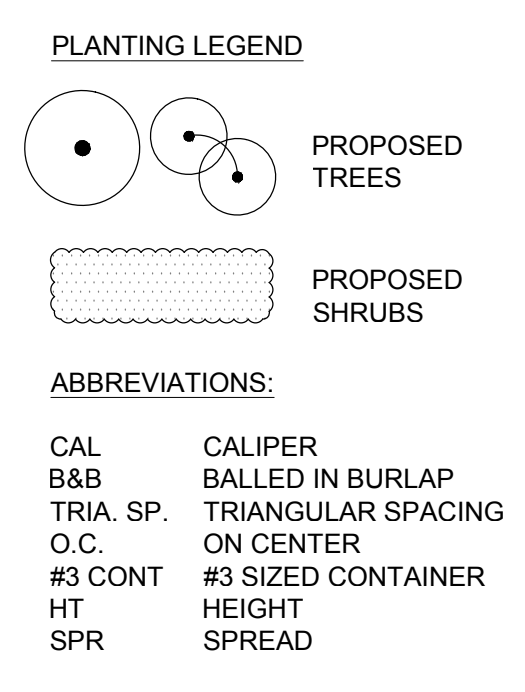 PLANTING LEGEND
PROPOSED
TREES
PROPOSED
SHRUBS
ABBREVIATIONS:
CAL CALIPER
B&B BALLED IN BURLAP
TRIA. SP. TRIANGULAR SPACING
O.C. ON CENTER
#3 CONT #3 SIZED CONTAINER
HT HEIGHT
SPR SPREAD